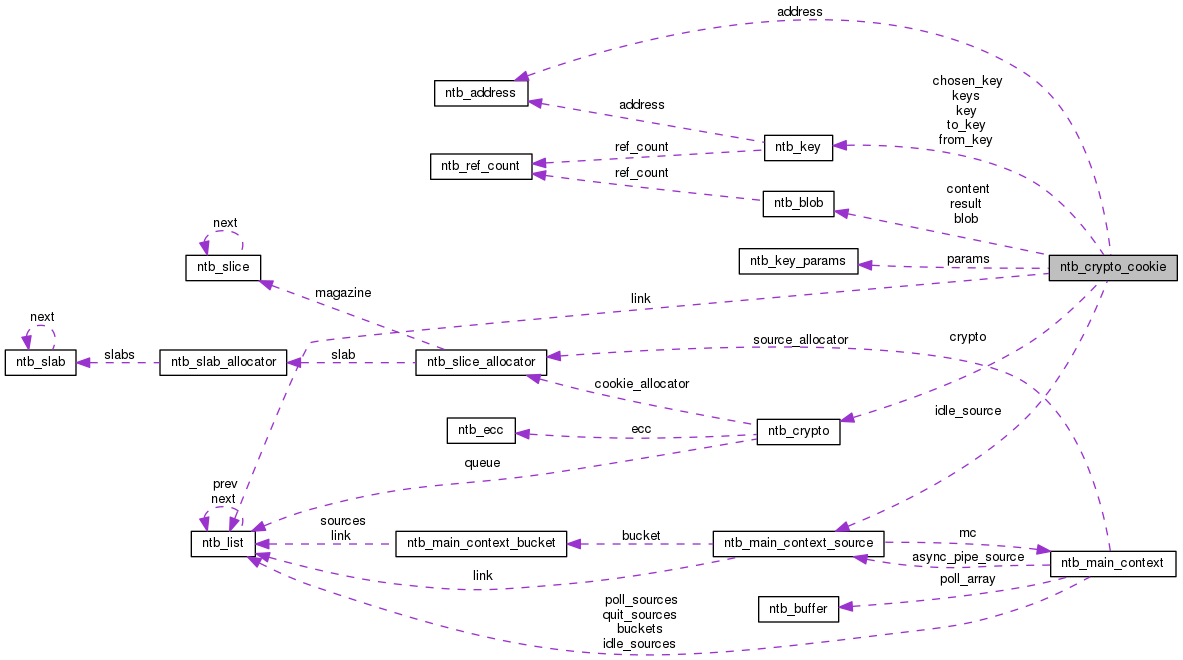 address
ntb_address
chosen_key
keys
key
to_key
from_key
address
ntb_key
ref_count
ntb_ref_count
ref_count
content
result
blob
ntb_blob
next
ntb_slice
ntb_key_params
params
ntb_crypto_cookie
magazine
link
next
ntb_slab
slabs
ntb_slab_allocator
slab
ntb_slice_allocator
source_allocator
crypto
cookie_allocator
idle_source
ntb_ecc
ecc
ntb_crypto
queue
prev
next
ntb_list
sources
link
ntb_main_context_bucket
bucket
ntb_main_context_source
mc
async_pipe_source
ntb_main_context
link
poll_array
ntb_buffer
poll_sources
quit_sources
buckets
idle_sources